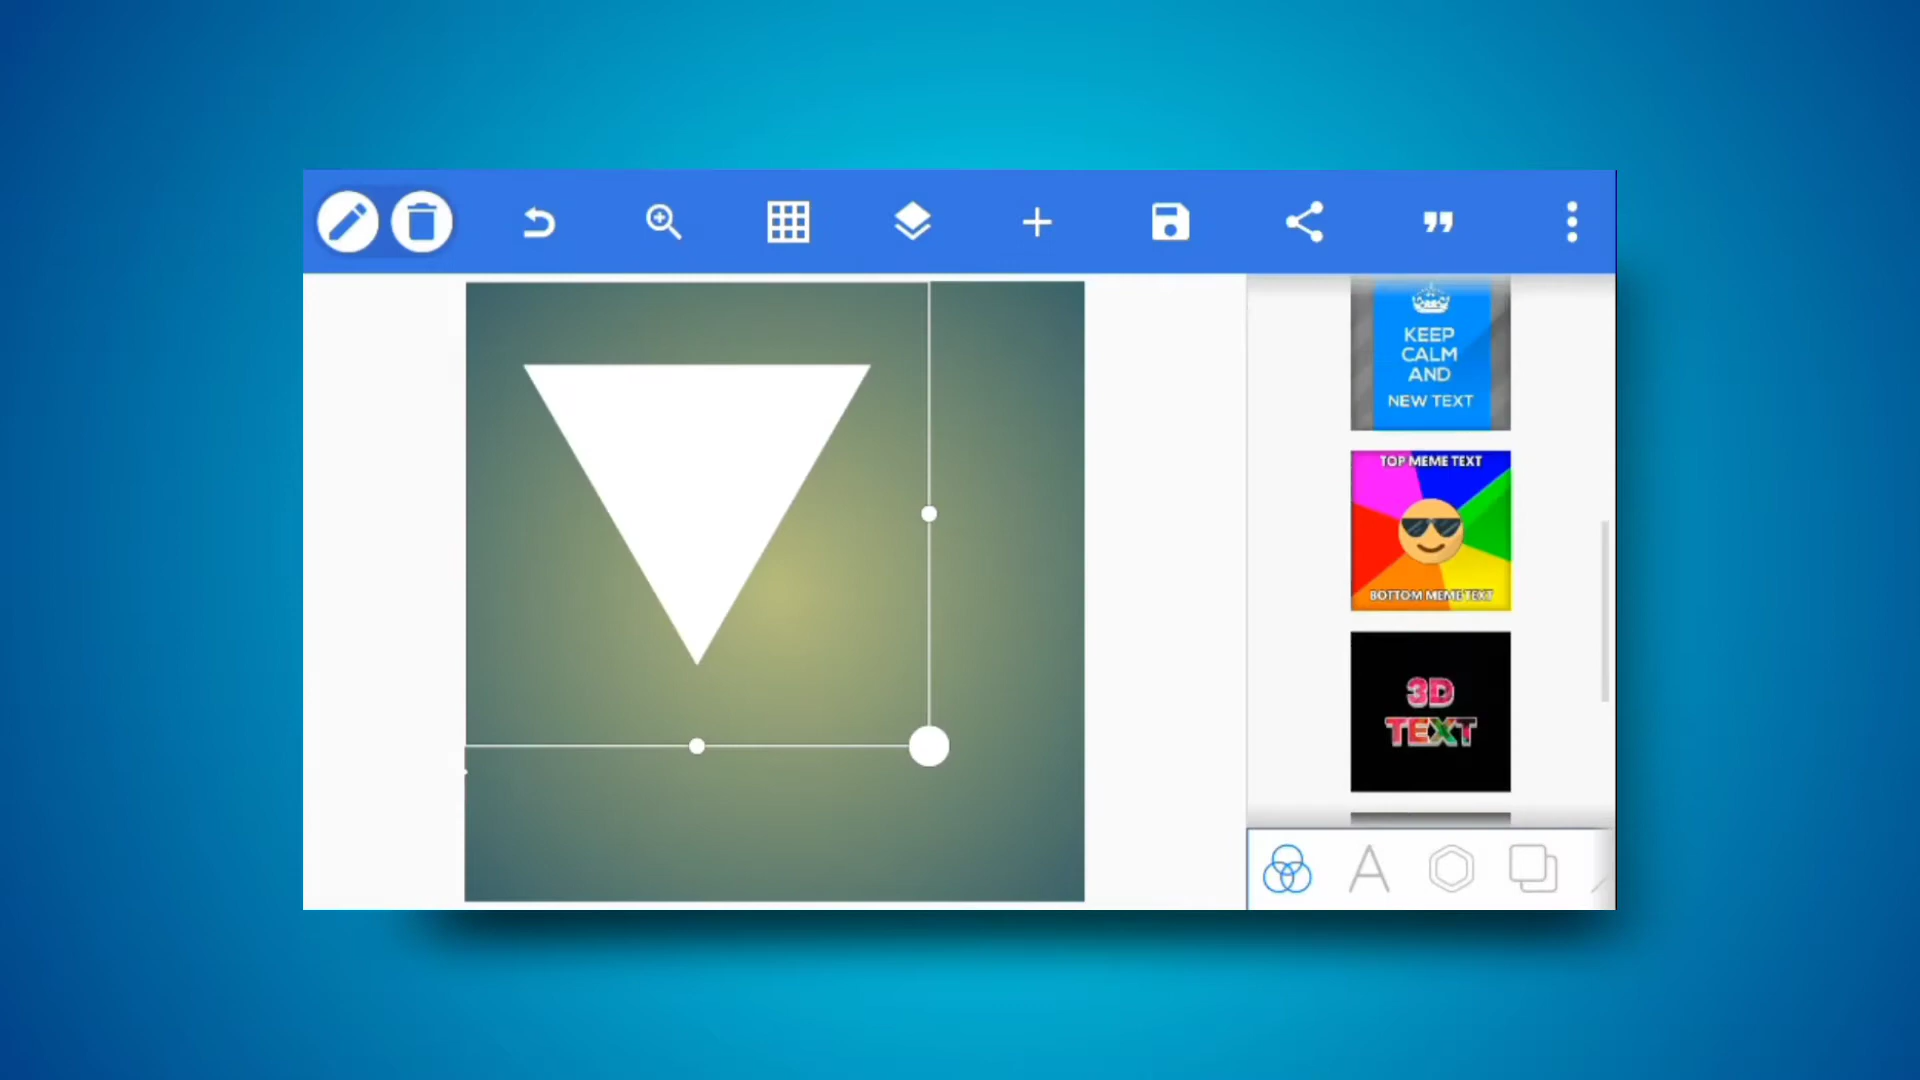 KEEP
CALM
AND
NEW TEXT
TOP MEME TEXT
BOTTOM MEME TEXT
3D
TEXT